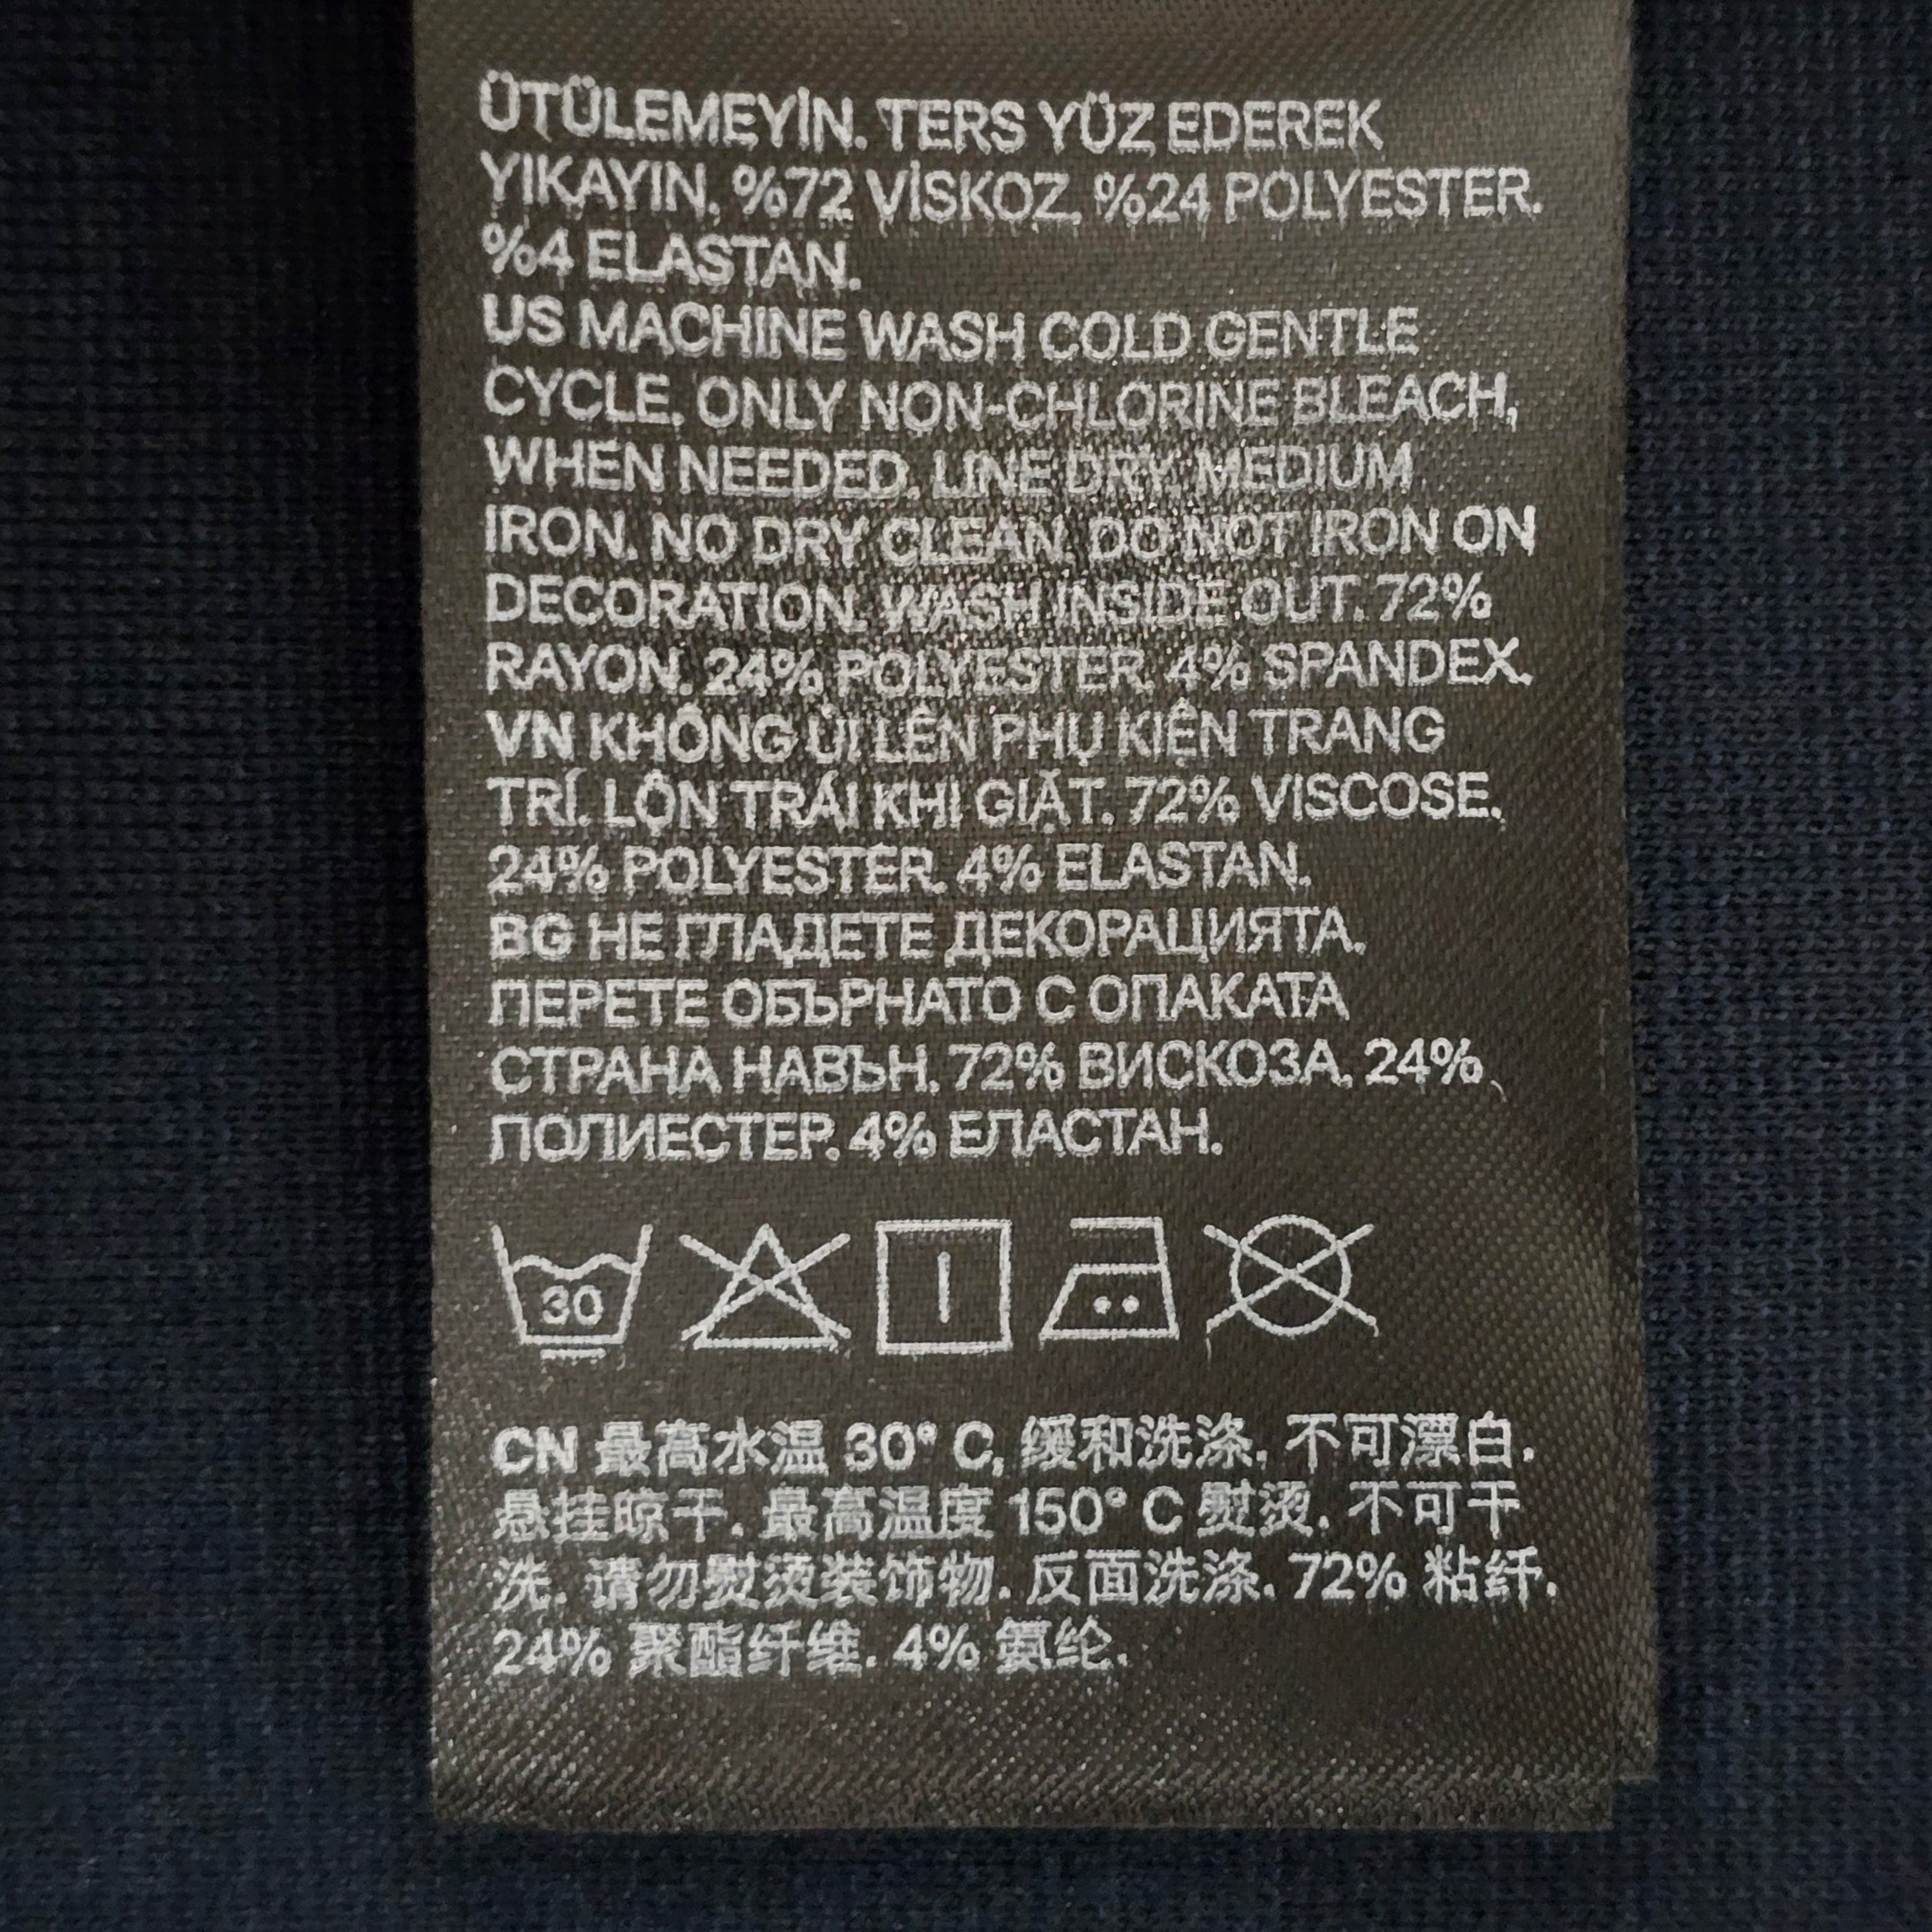 ÜTÜLEMEYİN. TERS YÜZ EDEREK
YIKAYIN. %72 VİSKOZ, %24 POLYESTER.
%4 ELASTAN.
US MACHINE WASH COLD GENTLE
CYCLE. ONLY NON-CHLORINE BLEACH,
WHEN NEEDED. LINE DRY. MEDIUM
IRON. NO DRY CLEAN. DO NOT IRON ON
DECORATION. WASH INSIDE OUT. 72%
RAYON. 24% POLYESTER. 4% SPANDEX.
VN KHÔNG ỦI LÊN PHỤ KIỆN TRANG
TRÍ. LỘN TRÁI KHI GIẶT. 72% VISCOSE.
24% POLYESTER. 4% ELASTAN.
BG НЕ ГЛАДЕТЕ ДЕКОРАЦИЯТА.
ПЕРЕТЕ ОБЪРНАТО С ОПАКАТА
СТРАНА НАВЪН. 72% ВИСКОЗА. 24%
ПОЛИЕСТЕР. 4% ЕЛАСТАН.
30
CN 最高水温 30° C, 缓和洗涤. 不可漂白.
悬挂晾干. 最高温度 150° C 熨烫. 不可干
洗. 请勿熨烫装饰物. 反面洗涤. 72% 粘纤.
24% 聚酯纤维. 4% 氨纶.